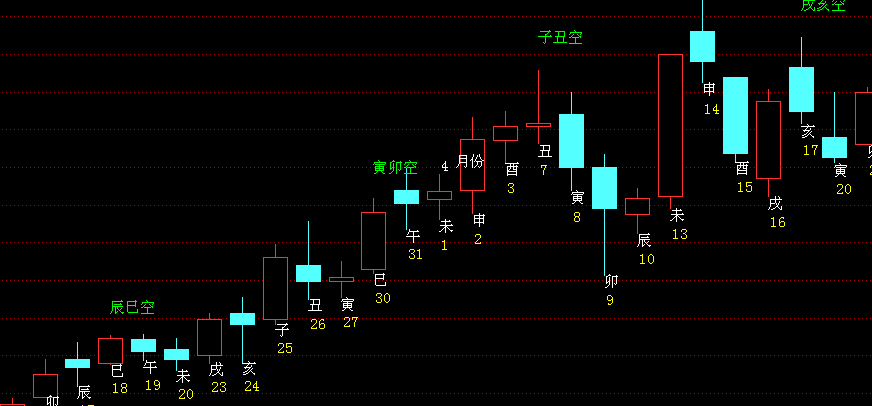 戌亥空
子丑空
寅卯空
4 月份
辰巳空
卯
辰
巳
18
午
19
未
20
戌
23
亥
24
子
25
丑
26
寅
27
巳
30
午
31
未
1
申
2
酉
3
丑
7
寅
8
卯
9
辰
10
未
13
申
14
酉
15
戌
16
亥
17
寅
20